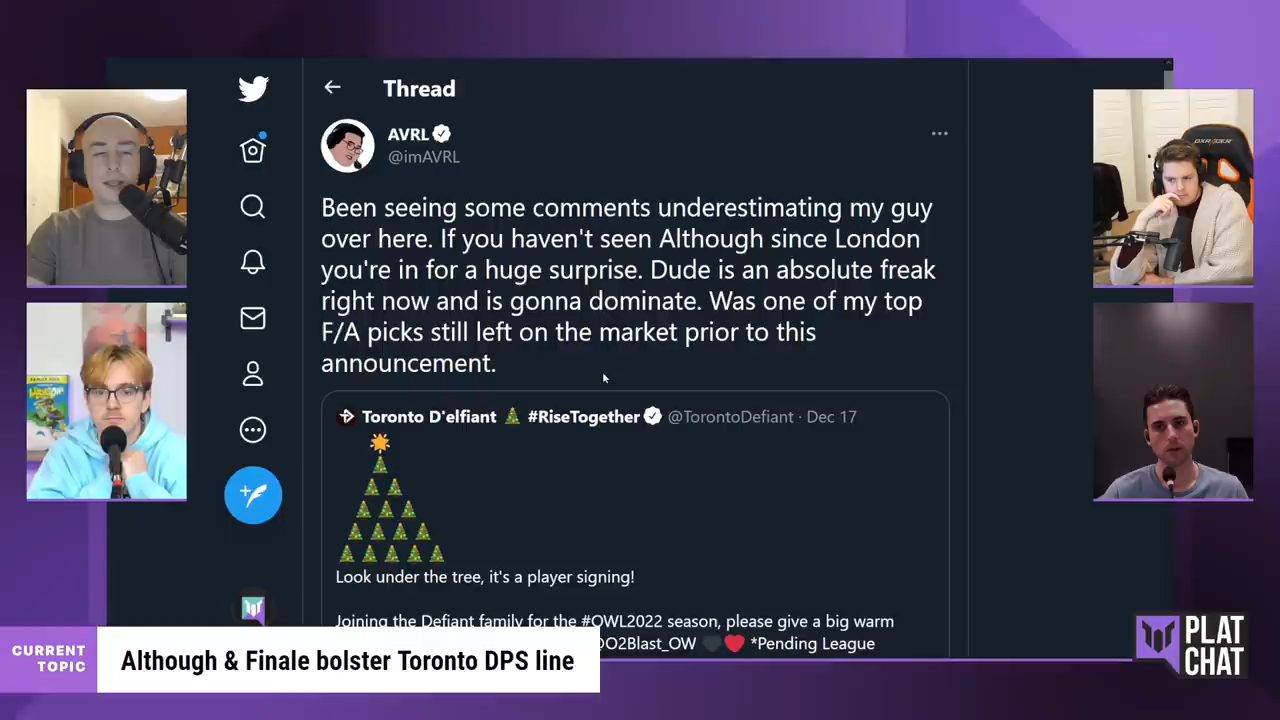 Thread
AVRL
@imAVRL
Been seeing some comments underestimating my guy
over here. If you haven't seen Although since London
you're in for a huge surprise. Dude is an absolute freak
right now and is gonna dominate. Was one of my top
F/A picks still left on the market prior to this
announcement.
Toronto D'elfiant 🎄 #RiseTogether @TorontoDefiant · Dec 17
Look under the tree, it's a player signing!
Joining the Defiant family for the #OWL2022 season, please give a big warm
O2Blast_OW 🖤❤️ *Pending League
CURRENT
TOPIC
Although & Finale bolster Toronto DPS line
PLAT
CHAT
DXRACER